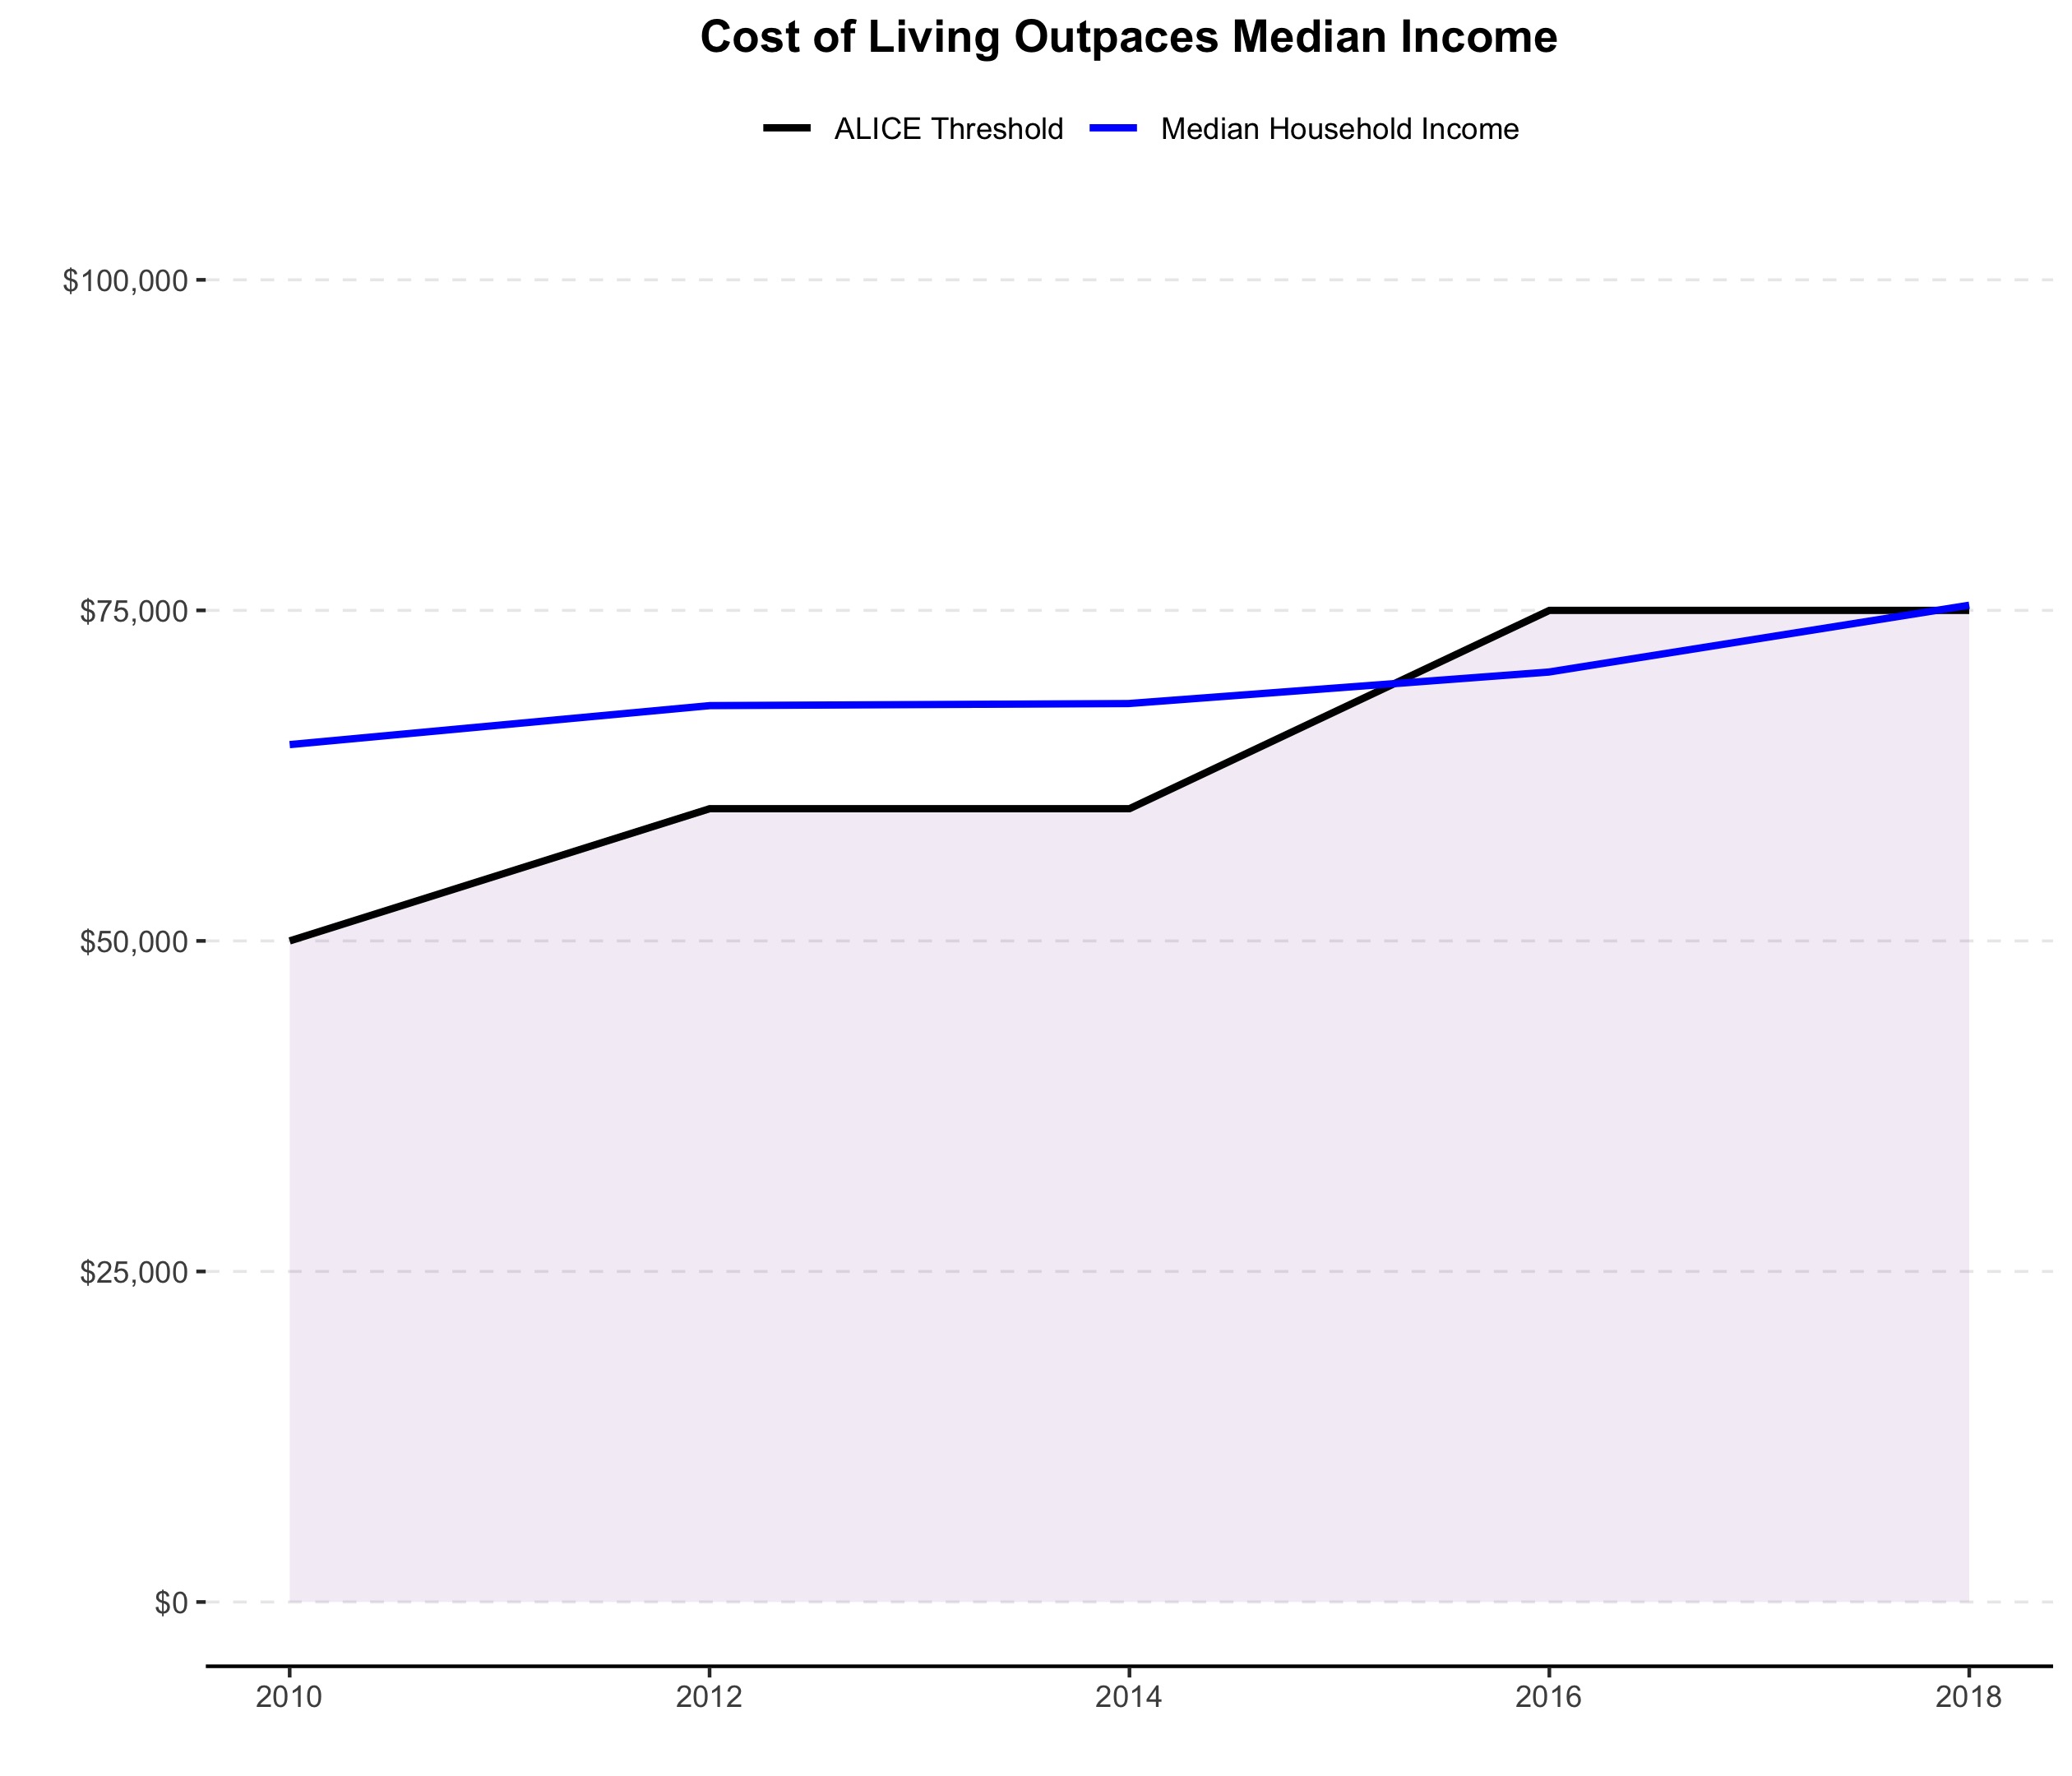 Cost of Living Outpaces Median Income
ALICE Threshold Median Household Income
$100,000
$75,000
$50,000
$25,000
$0
2010 2012 2014 2016 2018